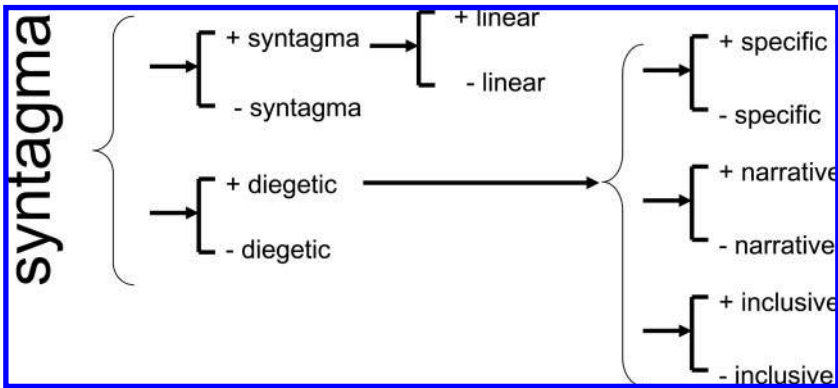 syntagma
+ syntagma
- syntagma
+ linear
- linear
+ diegetic
- diegetic
+ specific
- specific
+ narrative
- narrative
+ inclusive
- inclusive